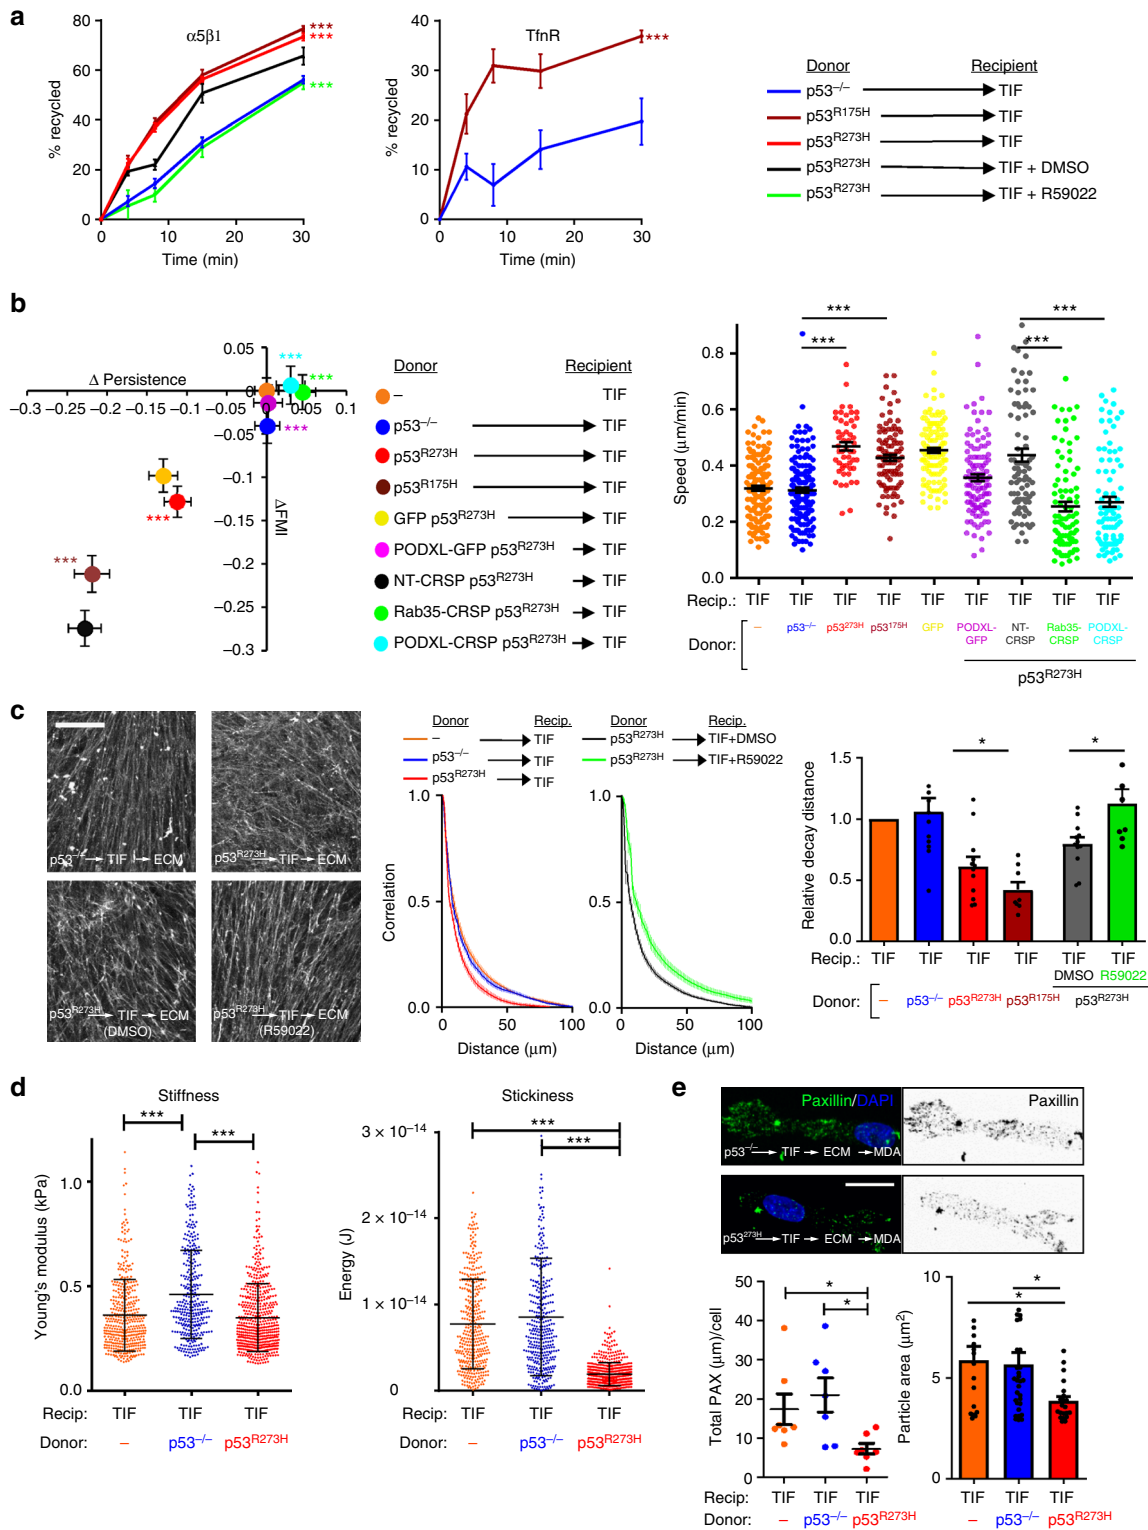 a
α5β1
% recycled
80
60
40
20
0
***
***
***
0 10 20 30
Time (min)
TfnR
% recycled
40
30
20
10
0
***
0 10 20 30
Time (min)
Donor Recipient
p53–/– TIF
p53R175H TIF
p53R273H TIF
p53R273H TIF + DMSO
p53R273H TIF + R59022
b
0.05
Δ Persistence
0
–0.3 –0.25 –0.2 –0.15 –0.1 –0.05 0 0.05 0.1
–0.05
–0.1
–0.15
–0.2
–0.25
–0.3
ΔFMI
***
***
***
***
***
Donor Recipient
– TIF
p53–/– TIF
p53R273H TIF
p53R175H TIF
GFP p53R273H TIF
PODXL-GFP p53R273H TIF
NT-CRSP p53R273H TIF
Rab35-CRSP p53R273H TIF
PODXL-CRSP p53R273H TIF
Speed (μm/min)
0.8
0.6
0.4
0.2
0.0
***
***
***
***
Recip.: TIF TIF TIF TIF TIF TIF TIF TIF TIF
Donor: – p53–/– p53273H p53175H GFP PODXL-GFP NT-CRSP Rab35-CRSP PODXL-CRSP
p53R273H
c
p53–/– TIF ECM
p53R273H TIF ECM
p53R273H TIF ECM
(DMSO)
p53R273H TIF ECM
(R59022)
Donor Recip. Donor Recip.
– TIF p53R273H TIF+DMSO
p53–/– TIF p53R273H TIF+R59022
p53R273H TIF
Correlation
1.0
0.5
0.0
0 50 100
Distance (μm)
1.0
0.5
0.0
0 50 100
Distance (μm)
Relative decay distance
1.5
1.0
0.5
0.0
* *
Recip.: TIF TIF TIF TIF TIF TIF
DMSO R59022
Donor: – p53–/– p53R273H p53R175H p53R273H
d
Stiffness
Young's modulus (kPa)
1.0
0.5
0.0
***
***
Recip: TIF TIF TIF
Donor: – p53–/– p53R273H
Stickiness
Energy (J)
3 × 10–14
2 × 10–14
1 × 10–14
0
***
***
TIF TIF TIF
– p53–/– p53R273H
e
Paxillin/DAPI
p53–/– TIF ECM MDA
Paxillin
p53273H TIF ECM MDA
Total PAX (μm)/cell
50
40
30
20
10
0
*
*
Recip: TIF TIF TIF
Donor: – p53–/– p53R273H
Particle area (μm2)
10
5
0
*
*
TIF TIF TIF
– p53–/– p53R273H